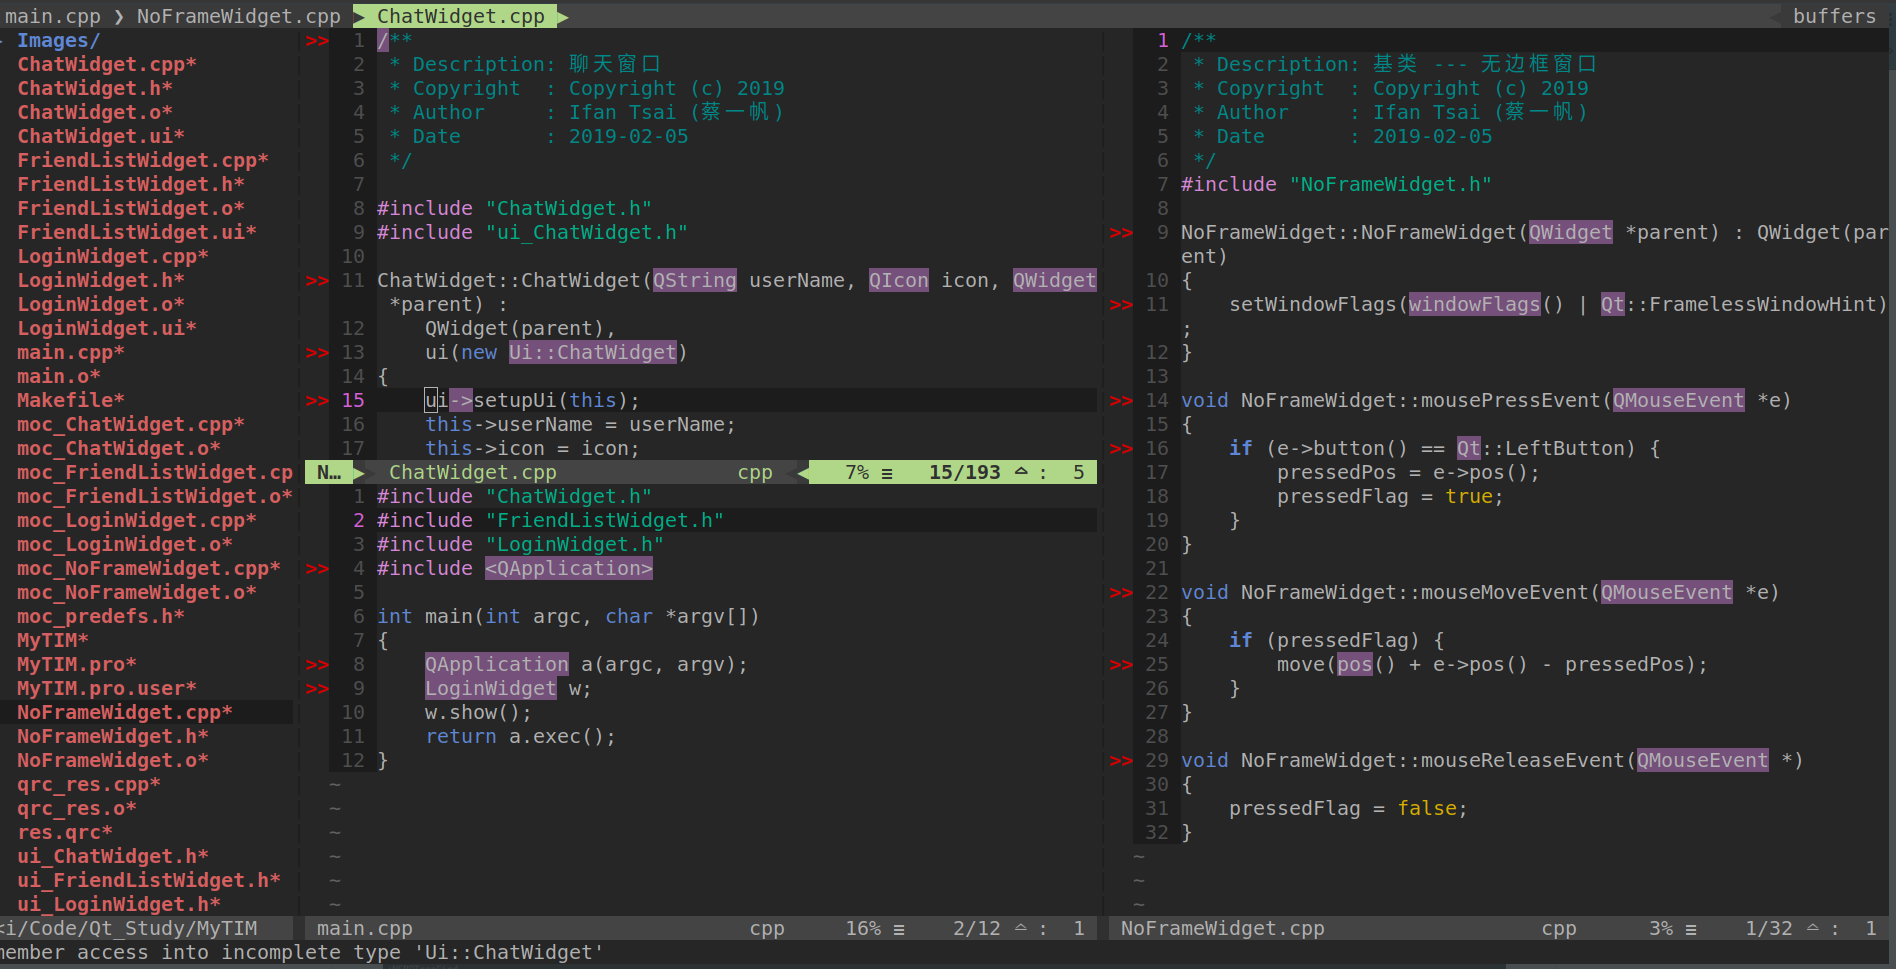 main.cpp ❯ NoFrameWidget.cpp ChatWidget.cpp buffers
Images/
ChatWidget.cpp*
ChatWidget.h*
ChatWidget.o*
ChatWidget.ui*
FriendListWidget.cpp*
FriendListWidget.h*
FriendListWidget.o*
FriendListWidget.ui*
LoginWidget.cpp*
LoginWidget.h*
LoginWidget.o*
LoginWidget.ui*
main.cpp*
main.o*
Makefile*
moc_ChatWidget.cpp*
moc_ChatWidget.o*
moc_FriendListWidget.cp
moc_FriendListWidget.o*
moc_LoginWidget.cpp*
moc_LoginWidget.o*
moc_NoFrameWidget.cpp*
moc_NoFrameWidget.o*
moc_predefs.h*
MyTIM*
MyTIM.pro*
MyTIM.pro.user*
NoFrameWidget.cpp*
NoFrameWidget.h*
NoFrameWidget.o*
qrc_res.cpp*
qrc_res.o*
res.qrc*
ui_ChatWidget.h*
ui_FriendListWidget.h*
ui_LoginWidget.h*
<i/Code/Qt_Study/MyTIM
>> 1 /**
2  * Description: 聊天窗口
3  * Copyright  : Copyright (c) 2019
4  * Author     : Ifan Tsai (蔡一帆)
5  * Date       : 2019-02-05
6  */
7
8 #include "ChatWidget.h"
9 #include "ui_ChatWidget.h"
10
>> 11 ChatWidget::ChatWidget(QString userName, QIcon icon, QWidget
 *parent) :
12     QWidget(parent),
>> 13     ui(new Ui::ChatWidget)
14 {
>> 15     ui->setupUi(this);
16     this->userName = userName;
17     this->icon = icon;
N… ChatWidget.cpp cpp 7% ≡ 15/193 ㏑ : 5
1 #include "ChatWidget.h"
2 #include "FriendListWidget.h"
3 #include "LoginWidget.h"
>> 4 #include <QApplication>
5
6 int main(int argc, char *argv[])
7 {
>> 8     QApplication a(argc, argv);
>> 9     LoginWidget w;
10     w.show();
11     return a.exec();
12 }
~
~
~
~
~
~
main.cpp cpp 16% ≡ 2/12 : 1
1 /**
2  * Description: 基类 --- 无边框窗口
3  * Copyright  : Copyright (c) 2019
4  * Author     : Ifan Tsai (蔡一帆)
5  * Date       : 2019-02-05
6  */
7 #include "NoFrameWidget.h"
8
>> 9 NoFrameWidget::NoFrameWidget(QWidget *parent) : QWidget(par
ent)
10 {
>> 11     setWindowFlags(windowFlags() | Qt::FramelessWindowHint)
;
12 }
13
>> 14 void NoFrameWidget::mousePressEvent(QMouseEvent *e)
15 {
>> 16     if (e->button() == Qt::LeftButton) {
17         pressedPos = e->pos();
18         pressedFlag = true;
19     }
20 }
21
>> 22 void NoFrameWidget::mouseMoveEvent(QMouseEvent *e)
23 {
24     if (pressedFlag) {
>> 25         move(pos() + e->pos() - pressedPos);
26     }
27 }
28
>> 29 void NoFrameWidget::mouseReleaseEvent(QMouseEvent *)
30 {
31     pressedFlag = false;
32 }
~
~
~
NoFrameWidget.cpp cpp 3% ≡ 1/32 : 1
member access into incomplete type 'Ui::ChatWidget'